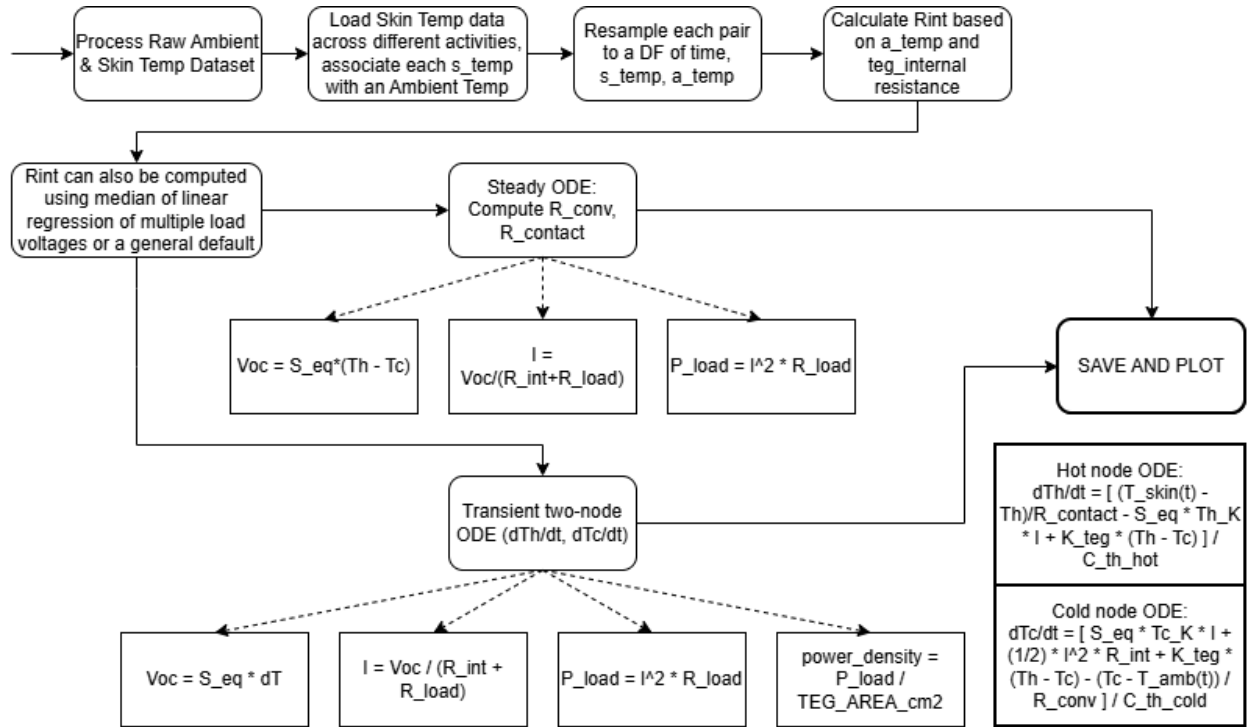 Process Raw Ambient
& Skin Temp Dataset
Load Skin Temp data
across different activities,
associate each s_temp
with an Ambient Temp
Resample each pair
to a DF of time,
s_temp, a_temp
Calculate Rint based
on a_temp and
teg_internal
resistance
Rint can also be computed
using median of linear
regression of multiple load
voltages or a general default
Steady ODE:
Compute R_conv,
R_contact
Voc = S_eq*(Th - Tc)
I =
Voc/(R_int+R_load)
P_load = I^2 * R_load
SAVE AND PLOT
Transient two-node
ODE (dTh/dt, dTc/dt)
Voc = S_eq * dT
I = Voc / (R_int +
R_load)
P_load = I^2 * R_load
power_density =
P_load /
TEG_AREA_cm2
Hot node ODE:
dTh/dt = [ (T_skin(t) -
Th)/R_contact - S_eq * Th_K
* I + K_teg * (Th - Tc) ] /
C_th_hot
Cold node ODE:
dTc/dt = [ S_eq * Tc_K * I +
(1/2) * I^2 * R_int + K_teg *
(Th - Tc) - (Tc - T_amb(t)) /
R_conv ] / C_th_cold